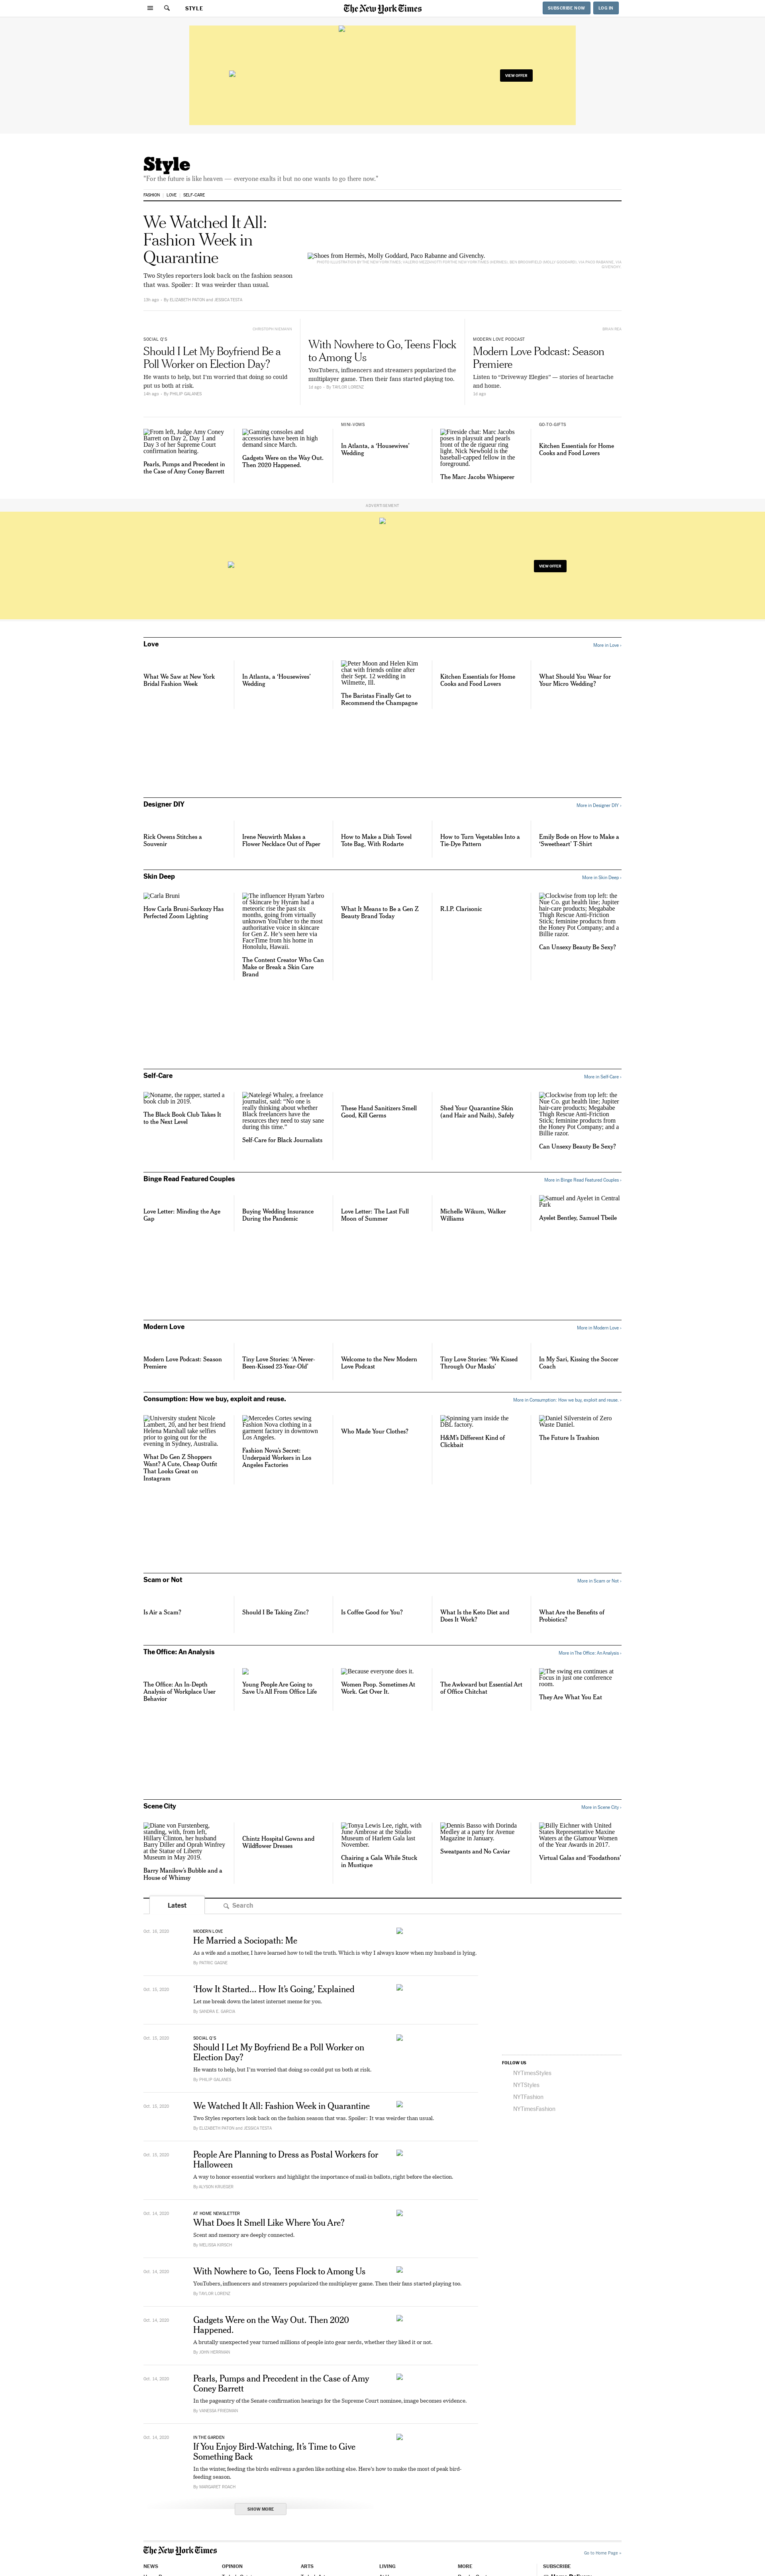 STYLE
The New York Times
SUBSCRIBE NOW
LOG IN
VIEW OFFER
Style
"For the future is like heaven — everyone exalts it but no one wants to go there now."
FASHION
LOVE
SELF-CARE
We Watched It All:
Fashion Week in
Quarantine
Two Styles reporters look back on the fashion season
that was. Spoiler: It was weirder than usual.
15h ago · By ELIZABETH PATON and JESSICA TESTA
Shoes from Hermès, Molly Goddard, Paco Rabanne and Givenchy.
SOCIAL Q'S
Should I Let My Boyfriend Be a
Poll Worker on Election Day?
He wants to help, but I'm worried that doing so could
put us both at risk.
14h ago · By PHILIP GALANES
With Nowhere to Go, Teens Flock
to Among Us
YouTubers, influencers and streamers popularized the
multiplayer game. Then their fans started playing too.
1d ago · By TAYLOR LORENZ
MODERN LOVE PODCAST
Modern Love Podcast: Season
Premiere
Listen to "Driveway Elegies" — stories of heartache
and home.
1d ago
From left, Judge Amy Coney
Barrett on Day 2, Day 1 and
Day 3 of her Supreme Court
confirmation hearing.
Pearls, Pumps and Precedent in
the Case of Amy Coney Barrett
Gaming consoles and
accessories have been in high
demand since March.
Gadgets Were on the Way Out.
Then 2020 Happened.
MINI-VOWS
In Atlanta, a 'Housewives'
Wedding
Fireside chat: Marc Jacobs
poses in playsuit and pearls
front of the de rigueur ring
light. Nick Newbold is the
baseball-capped fellow in the
foreground.
The Marc Jacobs Whisperer
GO-TO-GIFTS
Kitchen Essentials for Home
Cooks and Food Lovers
ADVERTISEMENT
VIEW OFFER
Love
More in Love ›
What We Saw at New York
Bridal Fashion Week
In Atlanta, a 'Housewives'
Wedding
Peter Moon and Helen Kim
chat with friends online after
their Sept. 12 wedding in
Wilmette, Ill.
The Baristas Finally Get to
Recommend the Champagne
Kitchen Essentials for Home
Cooks and Food Lovers
What Should You Wear for
Your Micro Wedding?
Designer DIY
More in Designer DIY ›
Rick Owens Stitches a
Souvenir
Irene Neuwirth Makes a
Flower Necklace Out of Paper
How to Make a Dish Towel
Tote Bag, With Rodarte
How to Turn Vegetables Into a
Tie-Dye Pattern
Emily Bode on How to Make a
'Sweetheart' T-Shirt
Skin Deep
More in Skin Deep ›
Carla Bruni
How Carla Bruni-Sarkozy Has
Perfected Zoom Lighting
The influencer Hyram Yarbro
of Skincare by Hyram had a
meteoric rise the past six
months, going from virtually
unknown YouTuber to the most
authoritative voice in skincare
for Gen Z. He's seen here via
FaceTime from his home in
Honolulu, Hawaii.
The Content Creator Who Can
Make or Break a Skin Care
Brand
What It Means to Be a Gen Z
Beauty Brand Today
R.I.P. Clarisonic
Clockwise from top left: the
Nue Co. gut health line; Jupiter
hair-care products; Megababe
Thigh Rescue Anti-Friction
Stick; feminine products from
the Honey Pot Company; and a
Billie razor.
Can Unsexy Beauty Be Sexy?
Self-Care
More in Self-Care ›
Noname, the rapper, started a
book club in 2019.
The Black Book Club Takes It
to the Next Level
Natelegé Whaley, a freelance
journalist, said: "No one is
really thinking about whether
Black freelancers have the
resources they need to stay sane
during this time."
Self-Care for Black Journalists
These Hand Sanitizers Smell
Good, Kill Germs
Shed Your Quarantine Skin
(and Hair and Nails), Safely
Clockwise from top left: the
Nue Co. gut health line; Jupiter
hair-care products; Megababe
Thigh Rescue Anti-Friction
Stick; feminine products from
the Honey Pot Company; and a
Billie razor.
Can Unsexy Beauty Be Sexy?
Binge Read Featured Couples
More in Binge Read Featured Couples ›
Love Letter: Minding the Age
Gap
Buying Wedding Insurance
During the Pandemic
Love Letter: The Last Full
Moon of Summer
Michelle Wikum, Walker
Williams
Samuel and Ayelet in Central
Park
Ayelet Bentley, Samuel Theile
Modern Love
More in Modern Love ›
Modern Love Podcast: Season
Premiere
Tiny Love Stories: 'A Never-
Been-Kissed 23-Year-Old'
Welcome to the New Modern
Love Podcast
Tiny Love Stories: 'We Kissed
Through Our Masks'
In My Sari, Kissing the Soccer
Coach
Consumption: How we buy, exploit and reuse.
More in Consumption: How we buy, exploit and reuse. ›
University student Nicole
Lambert, 20, and her best friend
Helena Marshall take selfies
prior to going out for the
evening in Sydney, Australia.
What Do Gen Z Shoppers
Want? A Cute, Cheap Outfit
That Looks Great on
Instagram
Mercedes Cortes sewing
Fashion Nova clothing in a
garment factory in downtown
Los Angeles.
Fashion Nova's Secret:
Underpaid Workers in Los
Angeles Factories
Who Made Your Clothes?
Spinning yarn inside the
DBL factory.
H&M's Different Kind of
Clickbait
Daniel Silverstein of Zero
Waste Daniel.
The Future Is Trashion
Scam or Not
More in Scam or Not ›
Is Air a Scam?
Should I Be Taking Zinc?
Is Coffee Good for You?
What Is the Keto Diet and
Does It Work?
What Are the Benefits of
Probiotics?
The Office: An Analysis
More in The Office: An Analysis ›
The Office: An In-Depth
Analysis of Workplace User
Behavior
Young People Are Going to
Save Us All From Office Life
Because everyone does it.
Women Poop. Sometimes At
Work. Get Over It.
The Awkward but Essential Art
of Office Chitchat
The swing era continues at
Focus in just one conference
room.
They Are What You Eat
Scene City
More in Scene City ›
Diane von Furstenberg,
standing, with, from left,
Hillary Clinton, her husband
Barry Diller and Oprah Winfrey
at the Statue of Liberty
Museum in May 2019.
Barry Manilow's Bubble and a
House of Whimsy
Chintz Hospital Gowns and
Wildflower Dresses
Tonya Lewis Lee, right, with
June Ambrose at the Studio
Museum of Harlem Gala last
November.
Chairing a Gala While Stuck
in Mustique
Dennis Basso with Dorinda
Medley at a party for Avenue
Magazine in January.
Sweatpants and No Caviar
Billy Eichner with United
States Representative Maxine
Waters at the Glamour Women
of the Year Awards in 2017.
Virtual Galas and 'Foodathons'
Latest
Search
Oct. 16, 2020
MODERN LOVE
He Married a Sociopath: Me
As a wife and a mother, I have learned how to tell the truth. Which is why I always know when my husband is lying.
By PATRIC GAGNE
Oct. 15, 2020
'How It Started... How It's Going,' Explained
Let me break down the latest internet meme for you.
By SANDRA E. GARCIA
Oct. 15, 2020
SOCIAL Q'S
Should I Let My Boyfriend Be a Poll Worker on
Election Day?
He wants to help, but I'm worried that doing so could put us both at risk.
By PHILIP GALANES
FOLLOW US
NYTimesStyles
NYTStyles
NYTFashion
NYTimesFashion
Oct. 15, 2020
We Watched It All: Fashion Week in Quarantine
Two Styles reporters look back on the fashion season that was. Spoiler: It was weirder than usual.
By ELIZABETH PATON and JESSICA TESTA
Oct. 15, 2020
People Are Planning to Dress as Postal Workers for
Halloween
A way to honor essential workers and highlight the importance of mail-in ballots, right before the election.
By ALYSON KRUEGER
Oct. 14, 2020
AT HOME NEWSLETTER
What Does It Smell Like Where You Are?
Scent and memory are deeply connected.
By MELISSA KIRSCH
Oct. 14, 2020
With Nowhere to Go, Teens Flock to Among Us
YouTubers, influencers and streamers popularized the multiplayer game. Then their fans started playing too.
By TAYLOR LORENZ
Oct. 14, 2020
Gadgets Were on the Way Out. Then 2020
Happened.
A brutally unexpected year turned millions of people into gear nerds, whether they liked it or not.
By JOHN HERRMAN
Oct. 14, 2020
Pearls, Pumps and Precedent in the Case of Amy
Coney Barrett
In the pageantry of the Senate confirmation hearings for the Supreme Court nominee, image becomes evidence.
By VANESSA FRIEDMAN
Oct. 14, 2020
IN THE GARDEN
If You Enjoy Bird-Watching, It's Time to Give
Something Back
In the winter, feeding the birds enlivens a garden like nothing else. Here's how to make the most of peak bird-
feeding season.
By MARGARET ROACH
SHOW MORE
The New York Times
Go to Home Page »
NEWS
OPINION
ARTS
LIVING
MORE
SUBSCRIBE